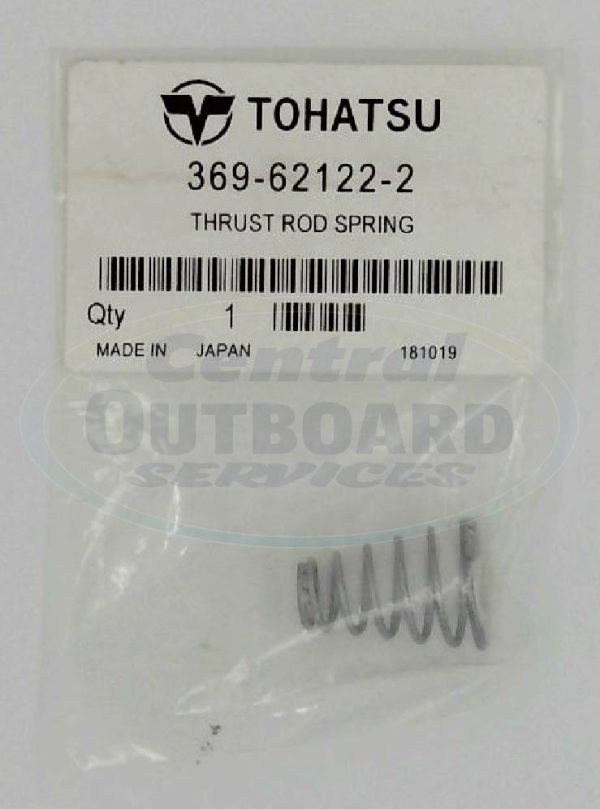 TOHATSU
369-62122-2
THRUST ROD SPRING
Qty 1
MADE IN JAPAN 181019
Central
OUTBOARD
SERVICES